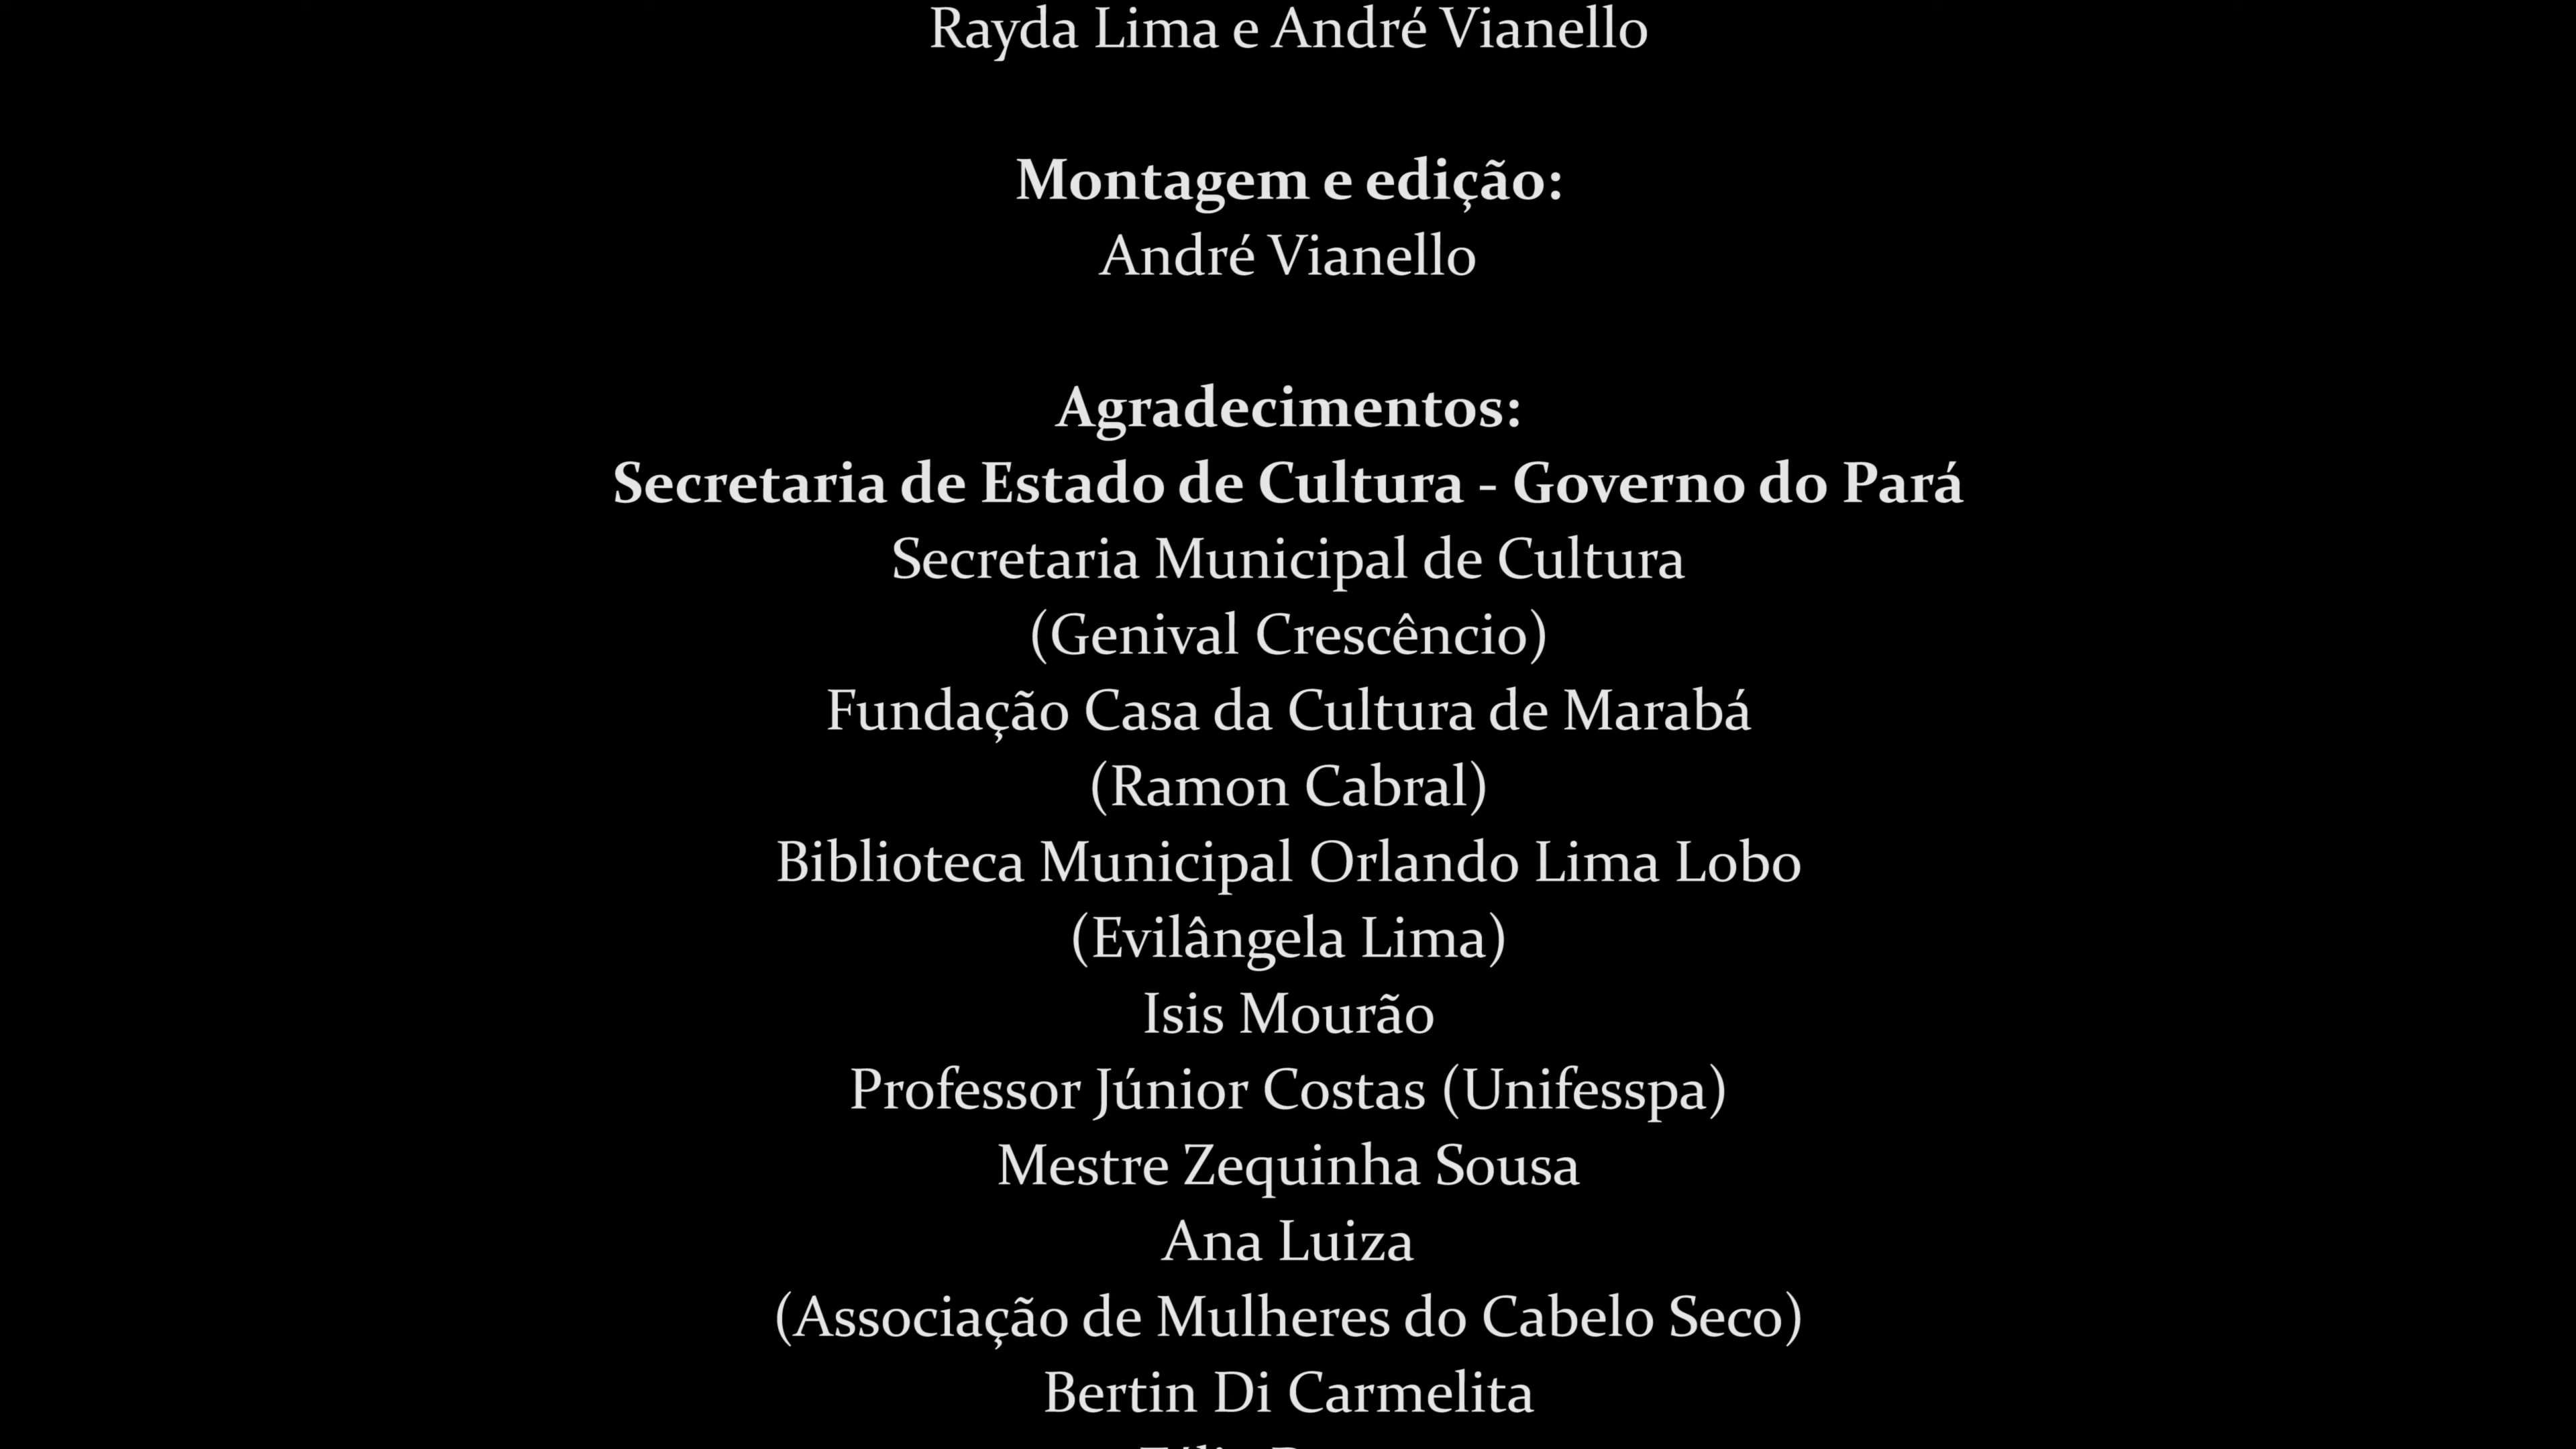 Rayda Lima e André Vianello
Montagem e edição:
André Vianello
Agradecimentos:
Secretaria de Estado de Cultura - Governo do Pará
Secretaria Municipal de Cultura
(Genival Crescêncio)
Fundação Casa da Cultura de Marabá
(Ramon Cabral)
Biblioteca Municipal Orlando Lima Lobo
(Evilângela Lima)
Isis Mourão
Professor Júnior Costas (Unifesspa)
Mestre Zequinha Sousa
Ana Luiza
(Associação de Mulheres do Cabelo Seco)
Bertin Di Carmelita